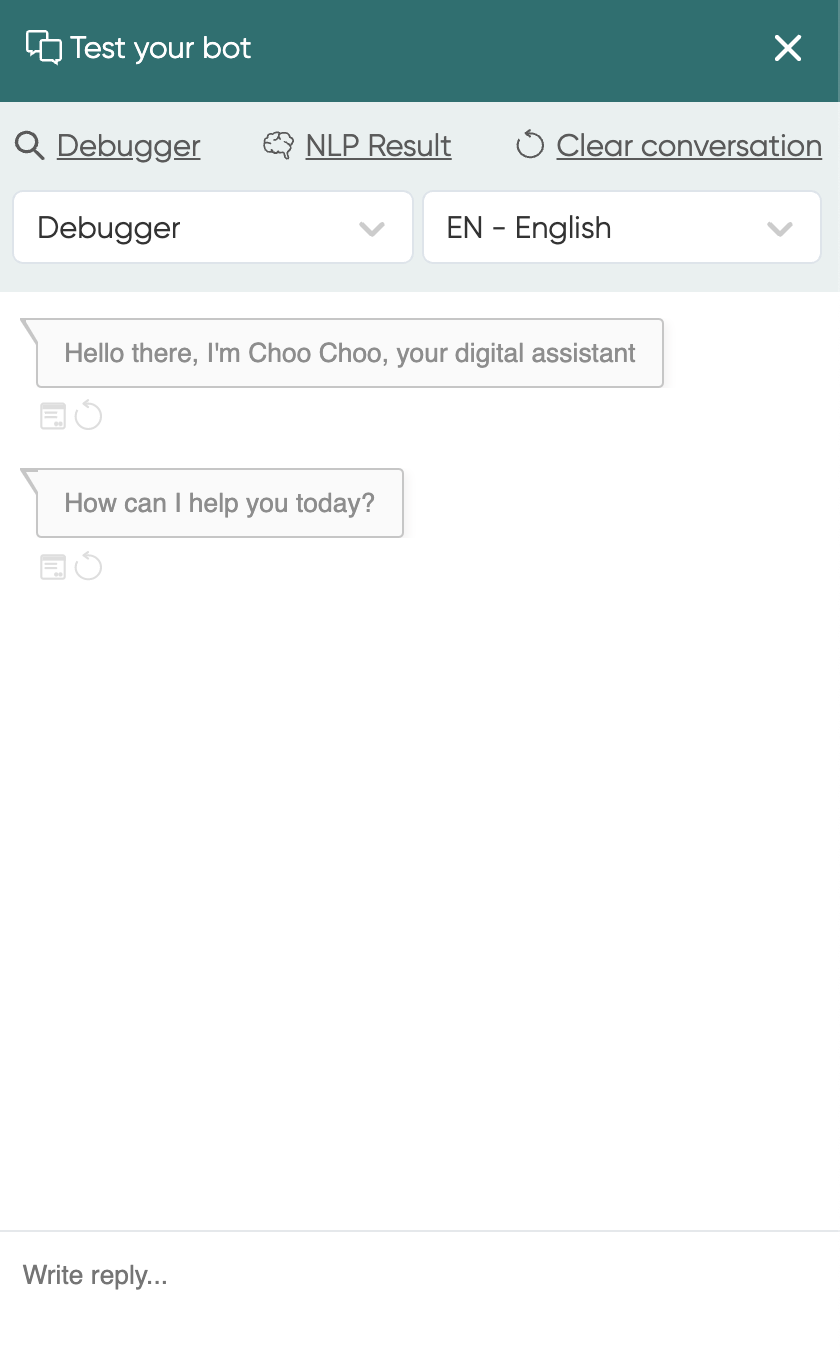 Test your bot
Debugger NLP Result Clear conversation
Debugger EN - English
Hello there, I'm Choo Choo, your digital assistant
How can I help you today?
Write reply...